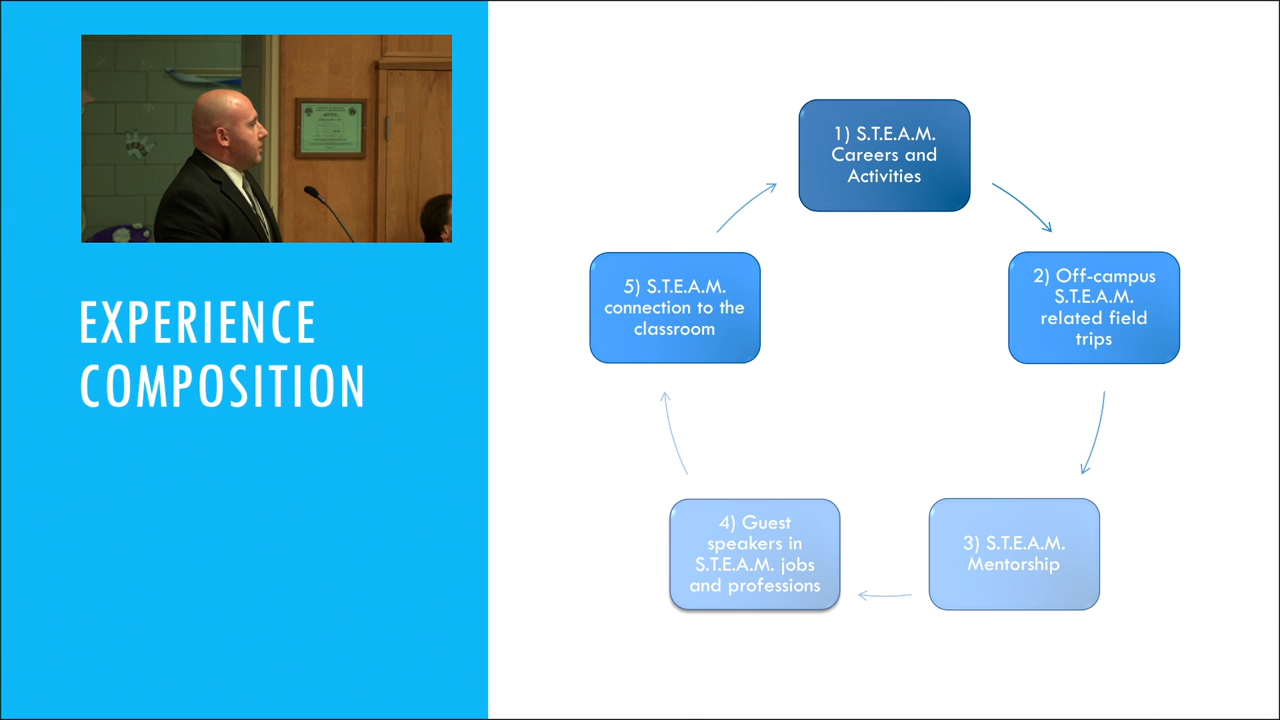 EXPERIENCE
COMPOSITION
1) S.T.E.A.M.
Careers and
Activities
2) Off-campus
S.T.E.A.M.
related field
trips
3) S.T.E.A.M.
Mentorship
4) Guest
speakers in
S.T.E.A.M. jobs
and professions
5) S.T.E.A.M.
connection to the
classroom